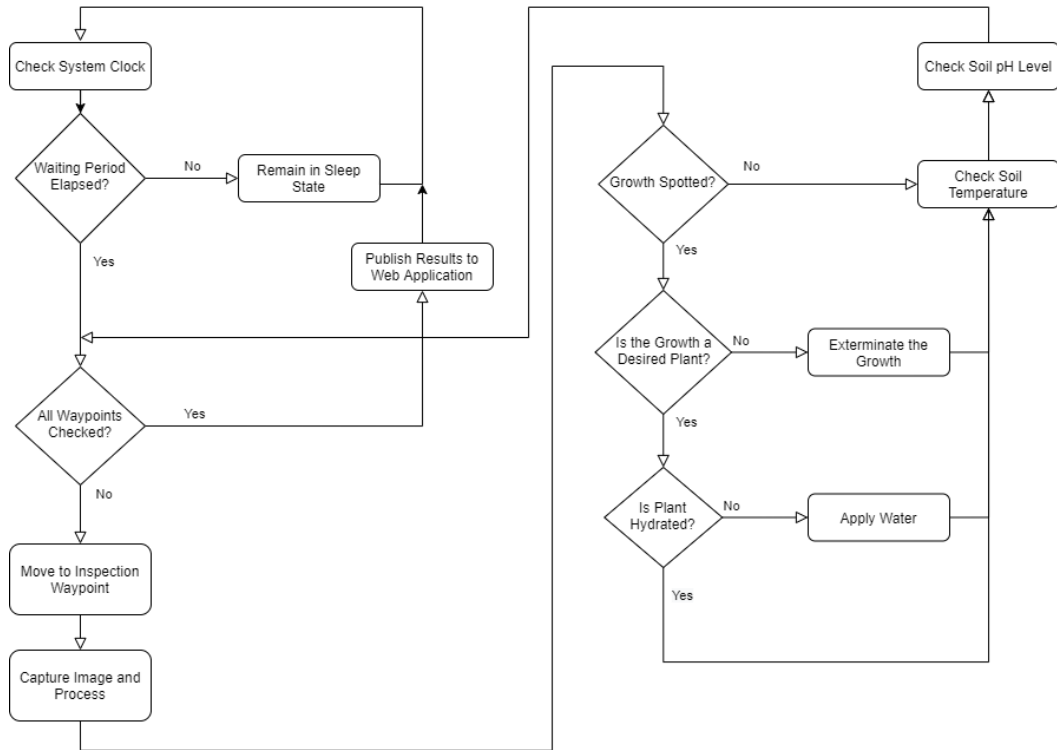 Check System Clock
Waiting Period
Elapsed?
No
Remain in Sleep
State
Yes
Publish Results to
Web Application
All Waypoints
Checked?
Yes
No
Move to Inspection
Waypoint
Capture Image and
Process
Check Soil pH Level
Growth Spotted?
No
Check Soil
Temperature
Yes
Is the Growth a
Desired Plant?
No
Exterminate the
Growth
Yes
Is Plant
Hydrated?
No
Apply Water
Yes